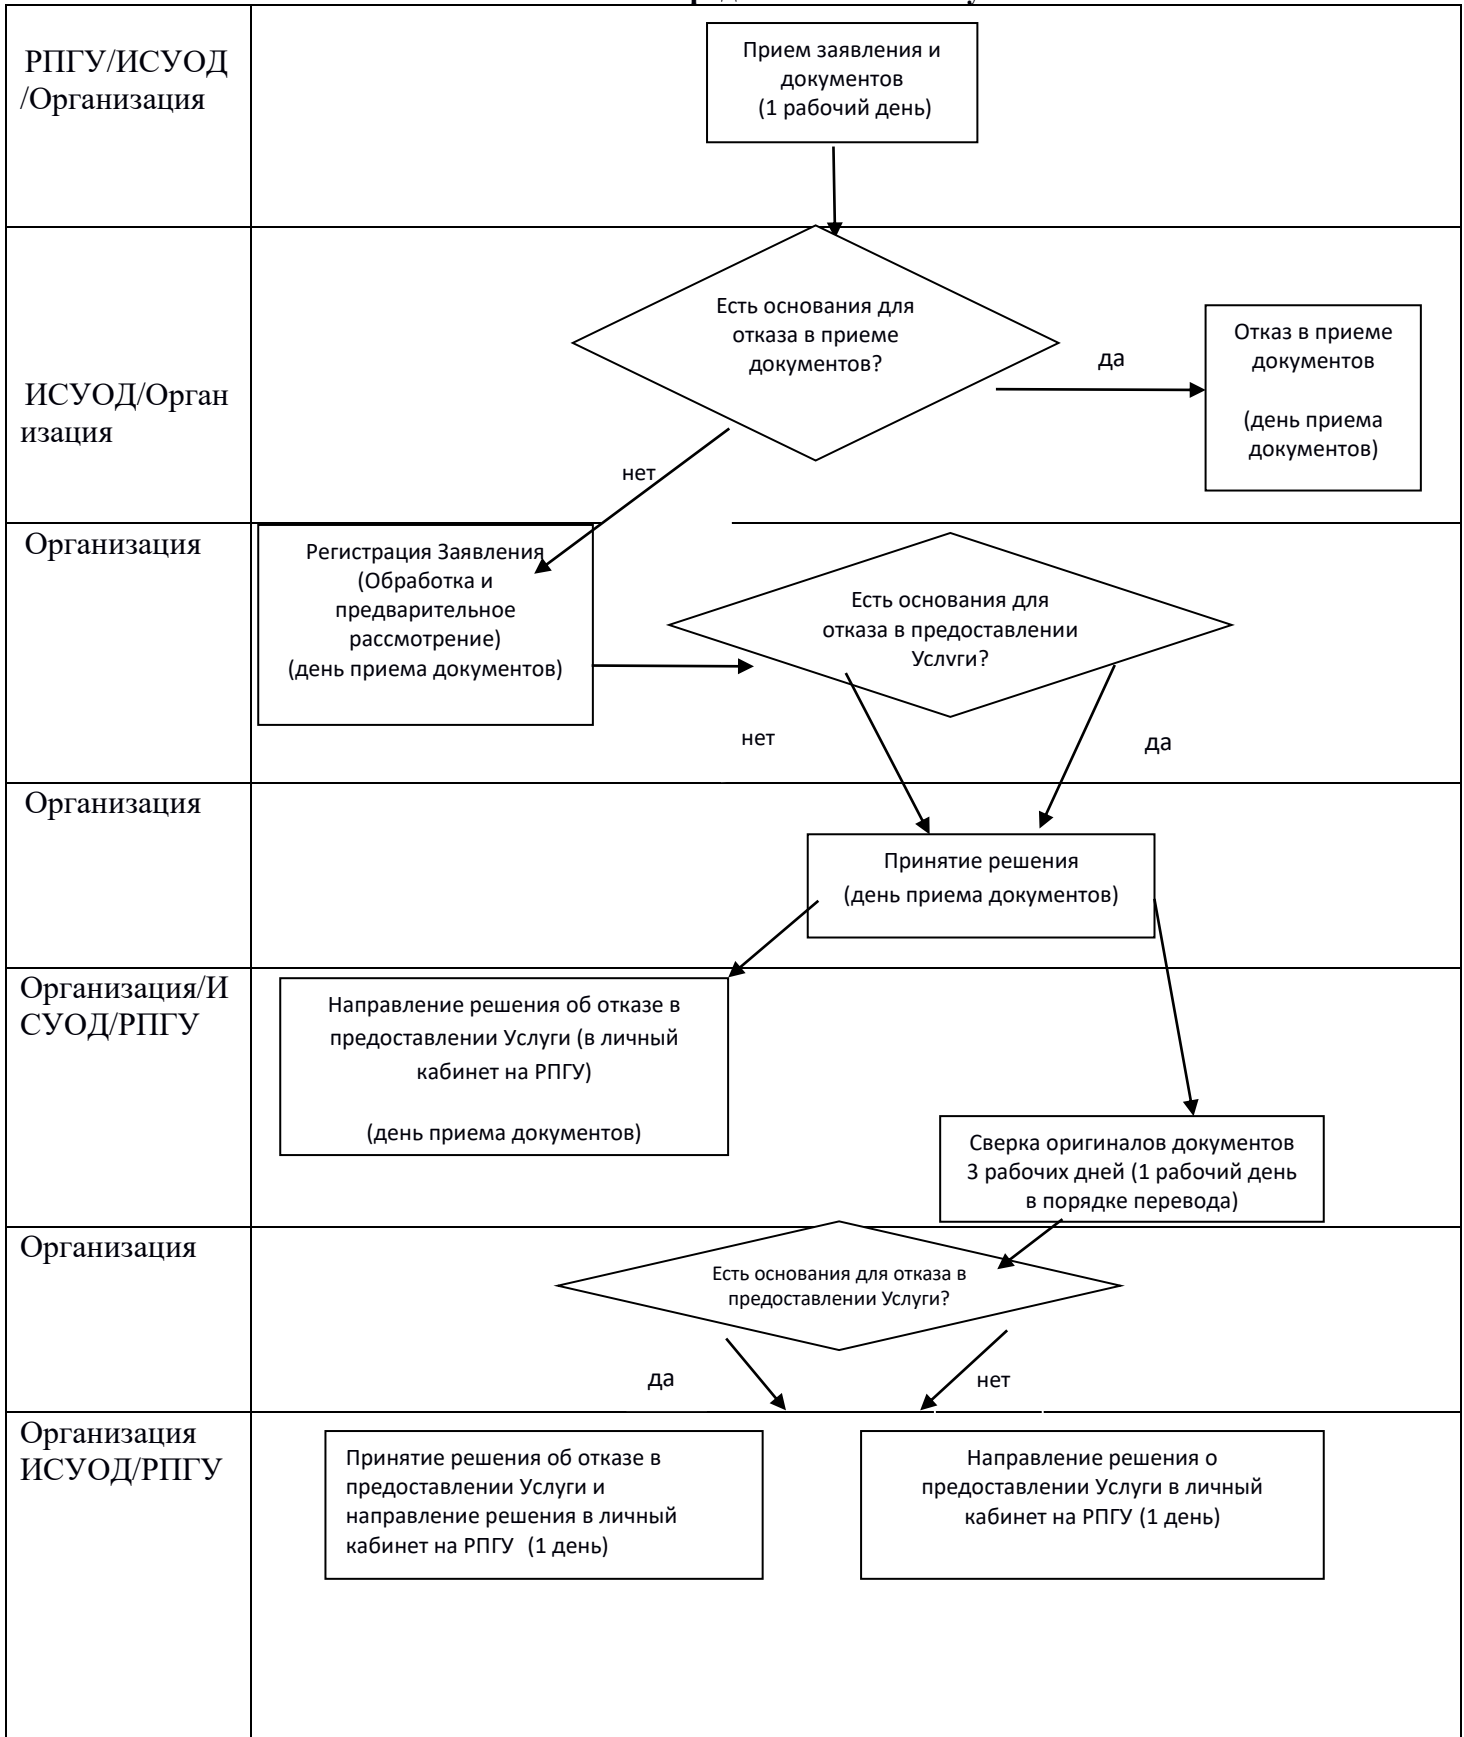 РПГУ/ИСУОД
/Организация
Прием заявления и
документов
(1 рабочий день)
ИСУОД/Орган
изация
Есть основания для
отказа в приеме
документов?
да
Отказ в приеме
документов
(день приема
документов)
нет
Организация
Регистрация Заявления
(Обработка и
предварительное
рассмотрение)
(день приема документов)
Есть основания для
отказа в предоставлении
Услуги?
нет
да
Организация
Принятие решения
(день приема документов)
Организация/И
СУОД/РПГУ
Направление решения об отказе в
предоставлении Услуги (в личный
кабинет на РПГУ)
(день приема документов)
Сверка оригиналов документов
3 рабочих дней (1 рабочий день
в порядке перевода)
Организация
Есть основания для отказа в
предоставлении Услуги?
да
нет
Организация
ИСУОД/РПГУ
Принятие решения об отказе в
предоставлении Услуги и
направление решения в личный
кабинет на РПГУ (1 день)
Направление решения о
предоставлении Услуги в личный
кабинет на РПГУ (1 день)